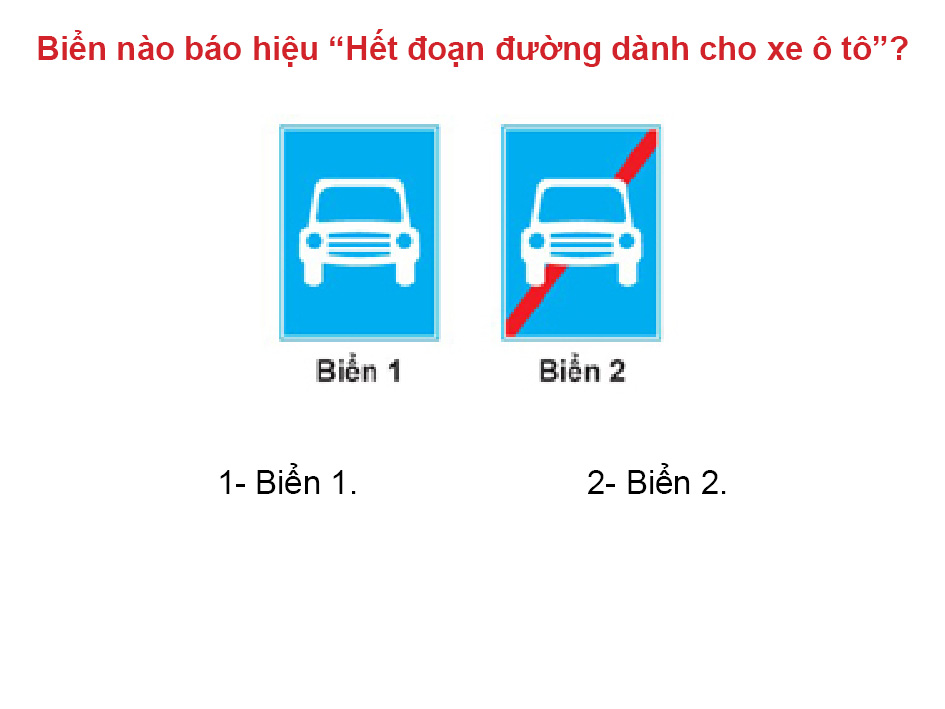 Biển nào báo hiệu “Hết đoạn đường dành cho xe ô tô”?
Biển 1
Biển 2
1- Biển 1.
2- Biển 2.